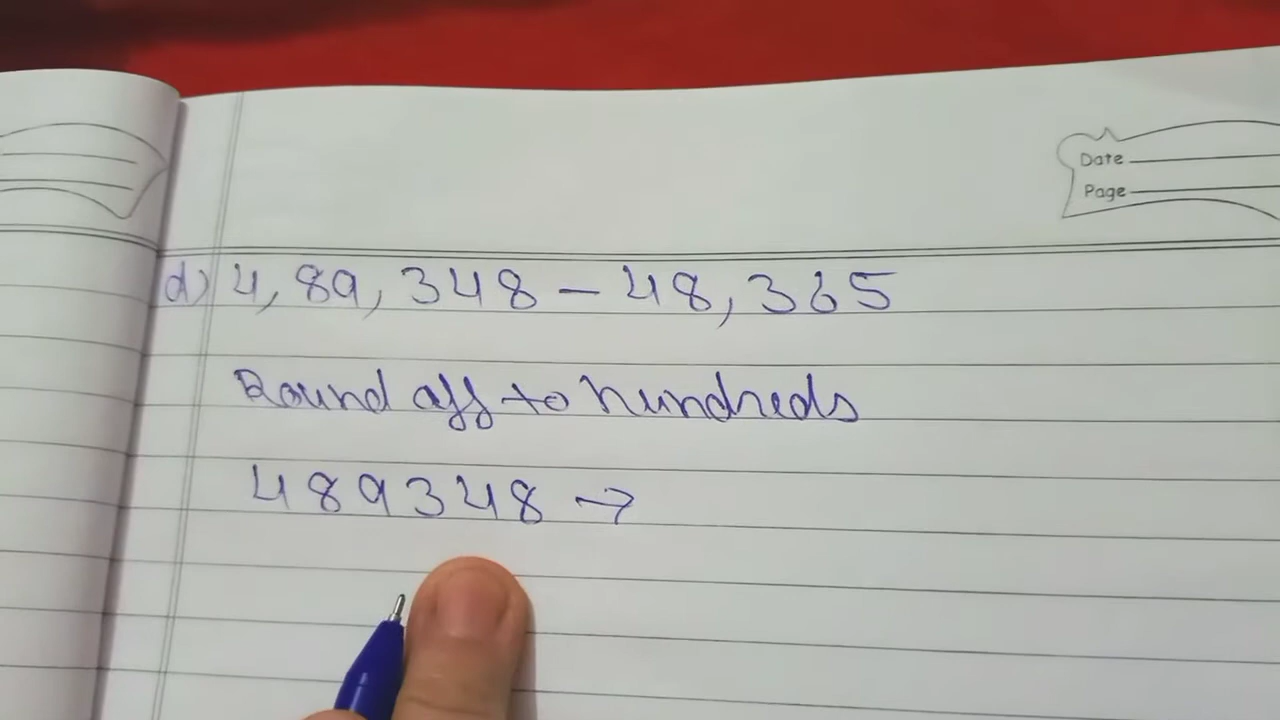 Date
Page
d) 4,89,348 - 48,365
Round off to hundreds
489348 →